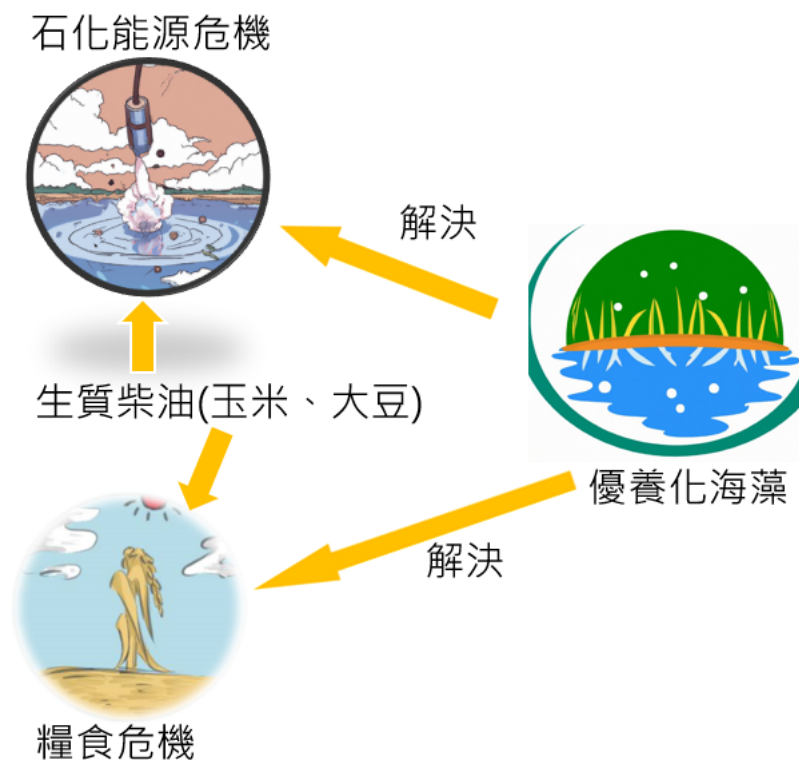 石化能源危機
解決
生質柴油(玉米、大豆)
優養化海藻
解決
糧食危機